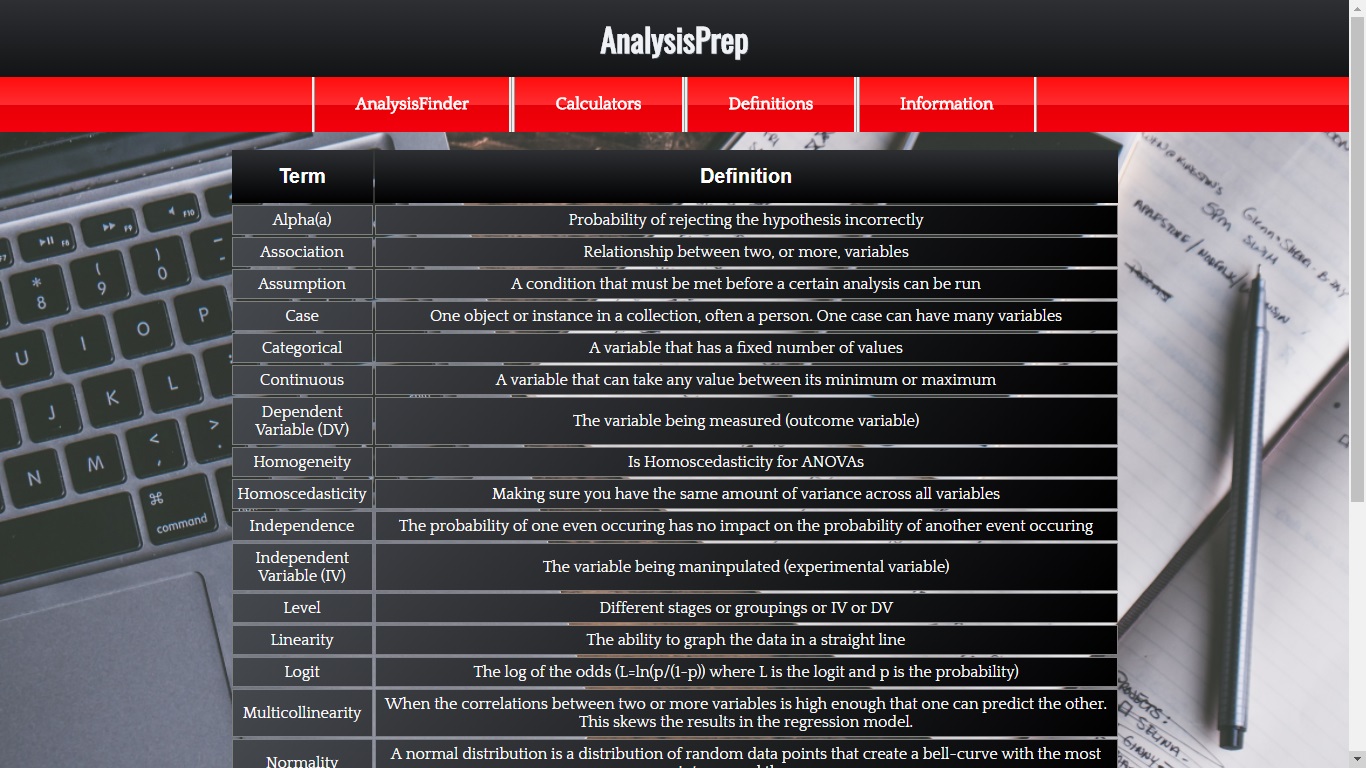 AnalysisPrep
AnalysisFinder Calculators Definitions Information
Term Definition
Alpha(a) Probability of rejecting the hypothesis incorrectly
Association Relationship between two, or more, variables
Assumption A condition that must be met before a certain analysis can be run
Case One object or instance in a collection, often a person. One case can have many variables
Categorical A variable that has a fixed number of values
Continuous A variable that can take any value between its minimum or maximum
Dependent
Variable (DV)
The variable being measured (outcome variable)
Homogeneity Is Homoscedasticity for ANOVAs
Homoscedasticity Making sure you have the same amount of variance across all variables
Independence The probability of one even occuring has no impact on the probability of another event occuring
Independent
Variable (IV)
The variable being maninpulated (experimental variable)
Level Different stages or groupings or IV or DV
Linearity The ability to graph the data in a straight line
Logit The log of the odds (L=ln(p/(1-p)) where L is the logit and p is the probability)
Multicollinearity
When the correlations between two or more variables is high enough that one can predict the other.
This skews the results in the regression model.
Normality
A normal distribution is a distribution of random data points that create a bell-curve with the most
F8 F9 F10
* 8 ( 9 ) 0 -
U I O P
J K L
N M < , > .
⌘
command
5pm